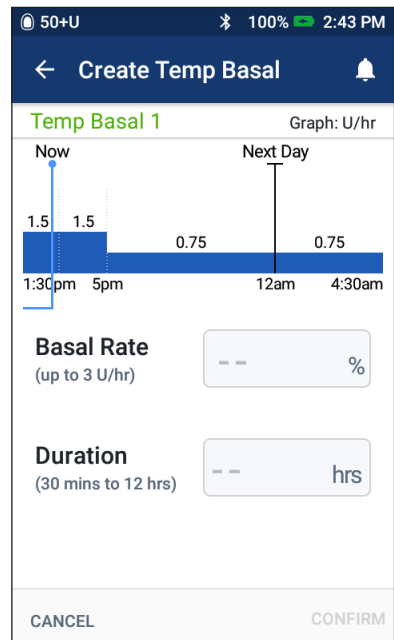 50+U 100% 2:43 PM
Create Temp Basal
Temp Basal 1 Graph: U/hr
Now Next Day
1.5 1.5
0.75 0.75
1:30pm 5pm 12am 4:30am
Basal Rate
(up to 3 U/hr)
-- %
Duration
(30 mins to 12 hrs)
-- hrs
CANCEL CONFIRM